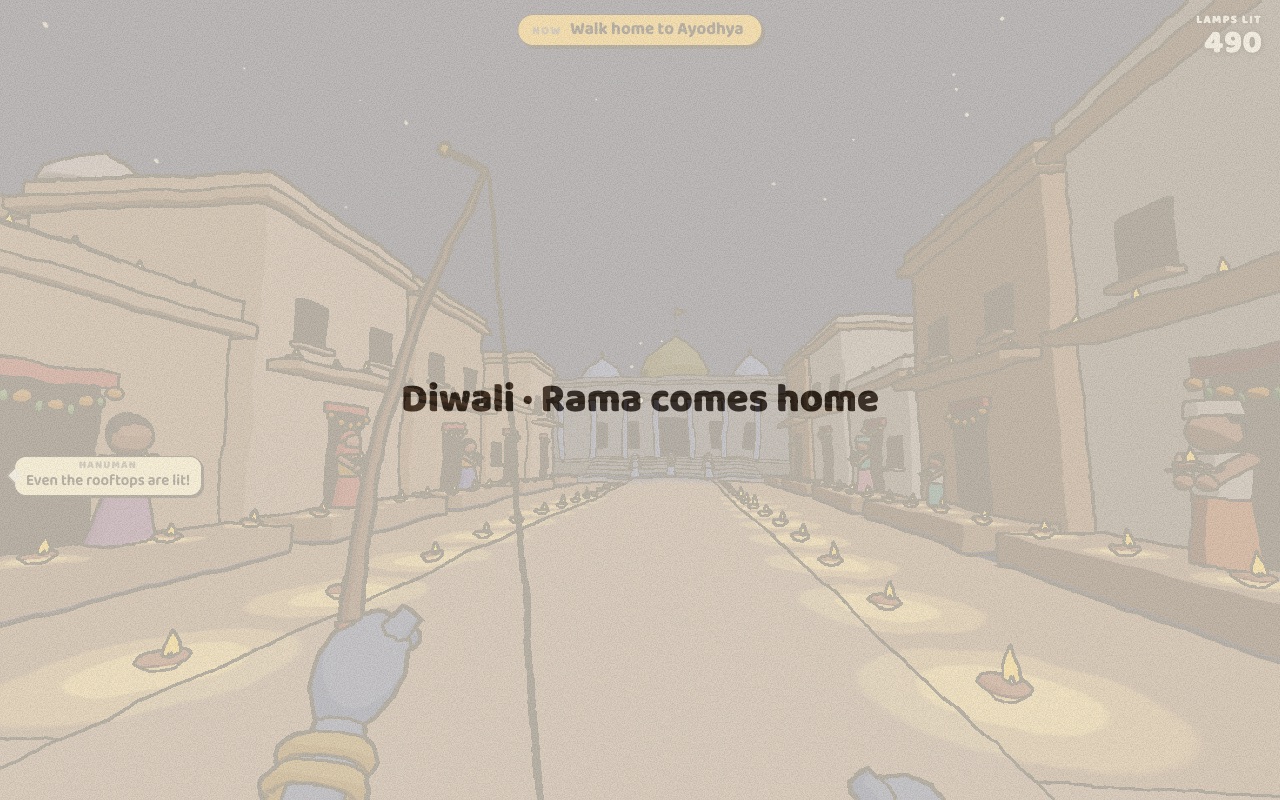 NOW Walk home to Ayodhya
LAMPS LIT
490
Diwali · Rama comes home
HANUMAN
Even the rooftops are lit!